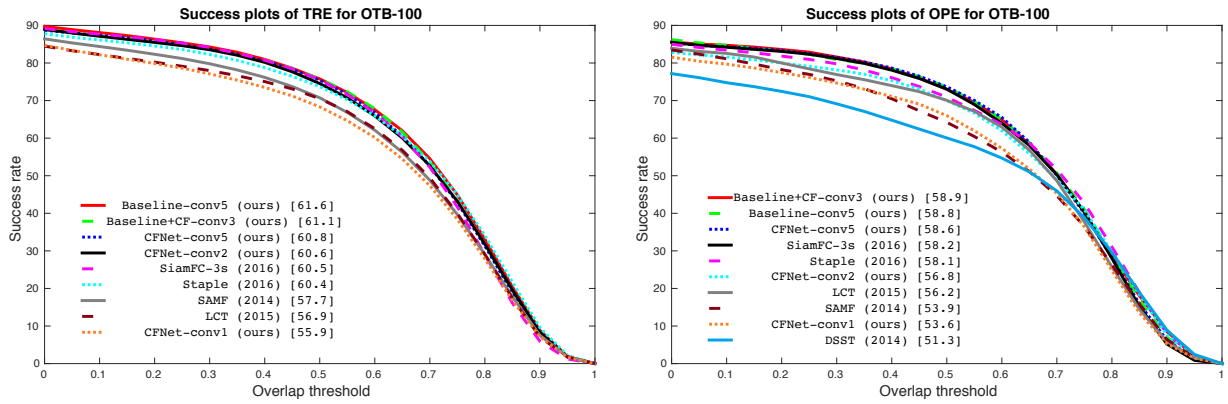 Success plots of TRE for OTB-100
Success rate
90
80
70
60
50
40
30
20
10
0
Baseline-conv5 (ours) [61.6]
Baseline+CF-conv3 (ours) [61.1]
CFNet-conv5 (ours) [60.8]
CFNet-conv2 (ours) [60.6]
SiamFC-3s (2016) [60.5]
Staple (2016) [60.4]
SAMF (2014) [57.7]
LCT (2015) [56.9]
CFNet-conv1 (ours) [55.9]
0 0.1 0.2 0.3 0.4 0.5 0.6 0.7 0.8 0.9 1
Overlap threshold
Success plots of OPE for OTB-100
Success rate
90
80
70
60
50
40
30
20
10
0
Baseline+CF-conv3 (ours) [58.9]
Baseline-conv5 (ours) [58.8]
CFNet-conv5 (ours) [58.6]
SiamFC-3s (2016) [58.2]
Staple (2016) [58.1]
CFNet-conv2 (ours) [56.8]
LCT (2015) [56.2]
SAMF (2014) [53.9]
CFNet-conv1 (ours) [53.6]
DSST (2014) [51.3]
0 0.1 0.2 0.3 0.4 0.5 0.6 0.7 0.8 0.9 1
Overlap threshold